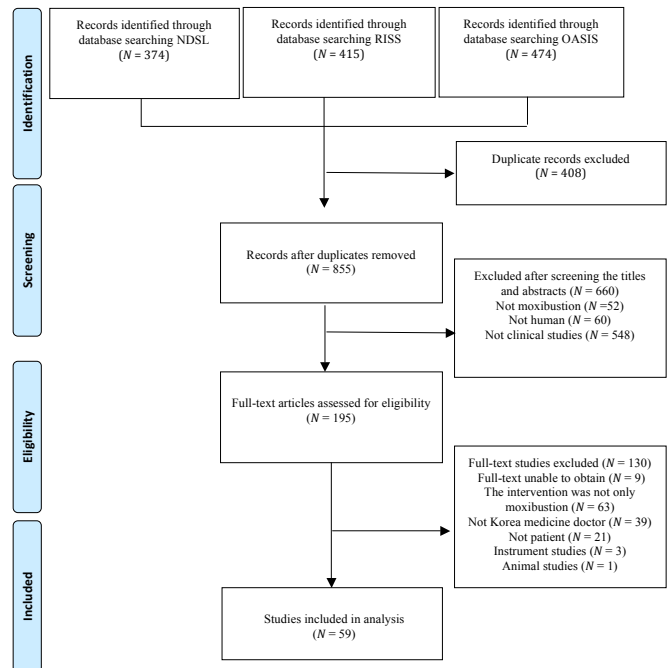 Identification
Records identified through
database searching NDSL
(N = 374)
Records identified through
database searching RISS
(N = 415)
Records identified through
database searching OASIS
(N = 474)
Duplicate records excluded
(N = 408)
Screening
Records after duplicates removed
(N = 855)
Excluded after screening the titles
and abstracts (N = 660)
Not moxibustion (N =52)
Not human (N = 60)
Not clinical studies (N = 548)
Eligibility
Full-text articles assessed for eligibility
(N = 195)
Full-text studies excluded (N = 130)
Full-text unable to obtain (N = 9)
The intervention was not only
moxibustion (N = 63)
Not Korea medicine doctor (N = 39)
Not patient (N = 21)
Instrument studies (N = 3)
Animal studies (N = 1)
Included
Studies included in analysis
(N = 59)